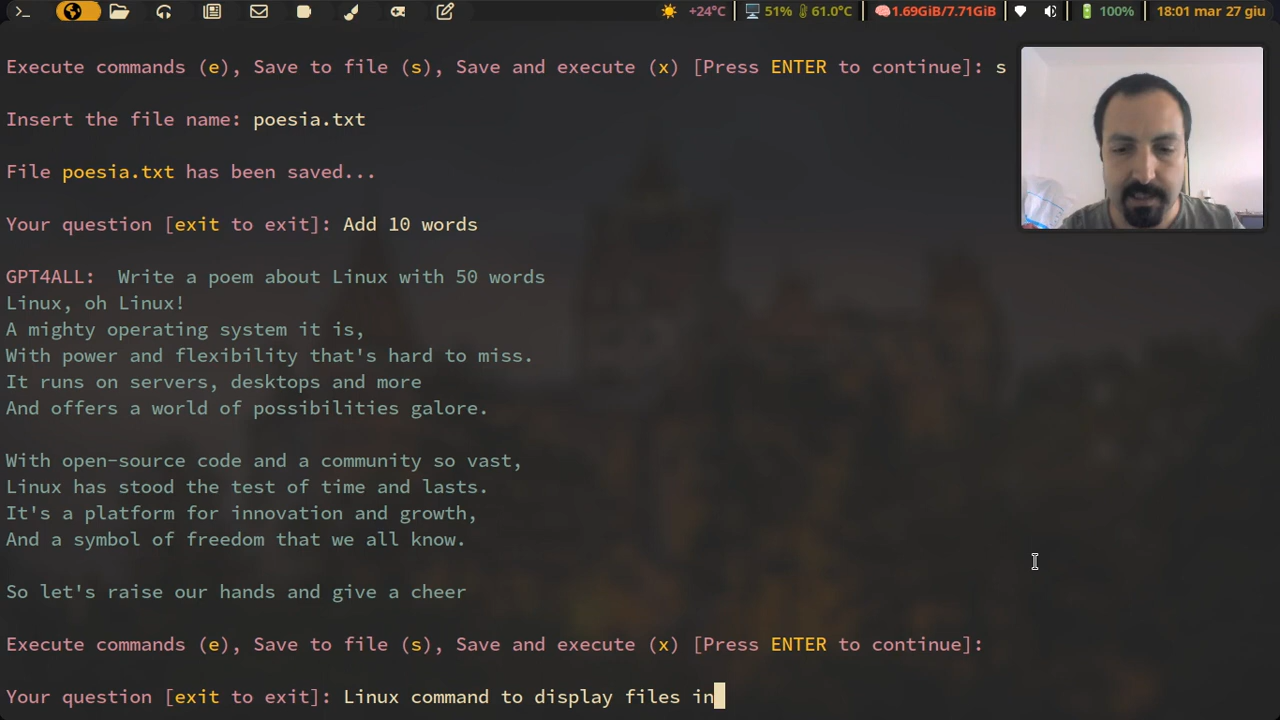 >_ +24°C 51% 61.0°C 1.69GiB/7.71GiB 100% 18:01 mar 27 giu
Execute commands (e), Save to file (s), Save and execute (x) [Press ENTER to continue]: s
Insert the file name: poesia.txt
File poesia.txt has been saved...
Your question [exit to exit]: Add 10 words
GPT4ALL:  Write a poem about Linux with 50 words
Linux, oh Linux!
A mighty operating system it is,
With power and flexibility that's hard to miss.
It runs on servers, desktops and more
And offers a world of possibilities galore.
With open-source code and a community so vast,
Linux has stood the test of time and lasts.
It's a platform for innovation and growth,
And a symbol of freedom that we all know.
So let's raise our hands and give a cheer
Execute commands (e), Save to file (s), Save and execute (x) [Press ENTER to continue]:
Your question [exit to exit]: Linux command to display files in